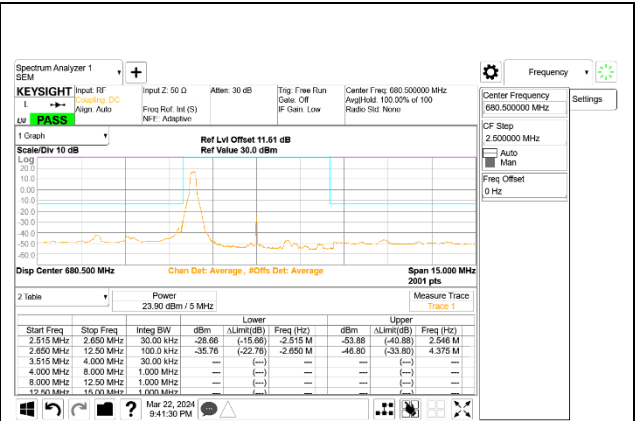 Spectrum Analyzer 1
SEM
Frequency
KEYSIGHT
Input: RF
Coupling: DC
Align: Auto
Input Z: 50 Ω
Freq Ref: Int (S)
NFE: Adaptive
Atten: 30 dB
Trig: Free Run
Gate: Off
IF Gain: Low
Center Freq: 680.500000 MHz
Avg|Hold: 100.00% of 100
Radio Std: None
L
PASS
Center Frequency
680.500000 MHz
Settings
CF Step
2.500000 MHz
Auto
Man
Freq Offset
0 Hz
1 Graph
Scale/Div 10 dB
Ref Lvl Offset 11.61 dB
Ref Value 30.0 dBm
Log
20.0
10.0
0.00
-10.0
-20.0
-30.0
-40.0
-50.0
-60.0
Disp Center 680.500 MHz
Chan Det: Average , #Offs Det: Average
Span 15.000 MHz
2001 pts
2 Table
Power
23.90 dBm / 5 MHz
Measure Trace
Trace 1
Lower Upper
Start Freq Stop Freq Integ BW dBm ΔLimit(dB) Freq (Hz) dBm ΔLimit(dB) Freq (Hz)
2.515 MHz 2.650 MHz 30.00 kHz -28.66 (-15.66) -2.515 M -53.88 (-40.88) 2.546 M
2.650 MHz 12.50 MHz 100.0 kHz -35.76 (-22.76) -2.650 M -46.80 (-33.80) 4.375 M
3.515 MHz 4.000 MHz 30.00 kHz --- (---) --- (---)
4.000 MHz 8.000 MHz 1.000 MHz --- (---) --- (---)
8.000 MHz 12.50 MHz 1.000 MHz --- (---) --- (---)
12.50 MHz 15.00 MHz 1.000 MHz --- (---) --- (---)
?
Mar 22, 2024
9:41:30 PM